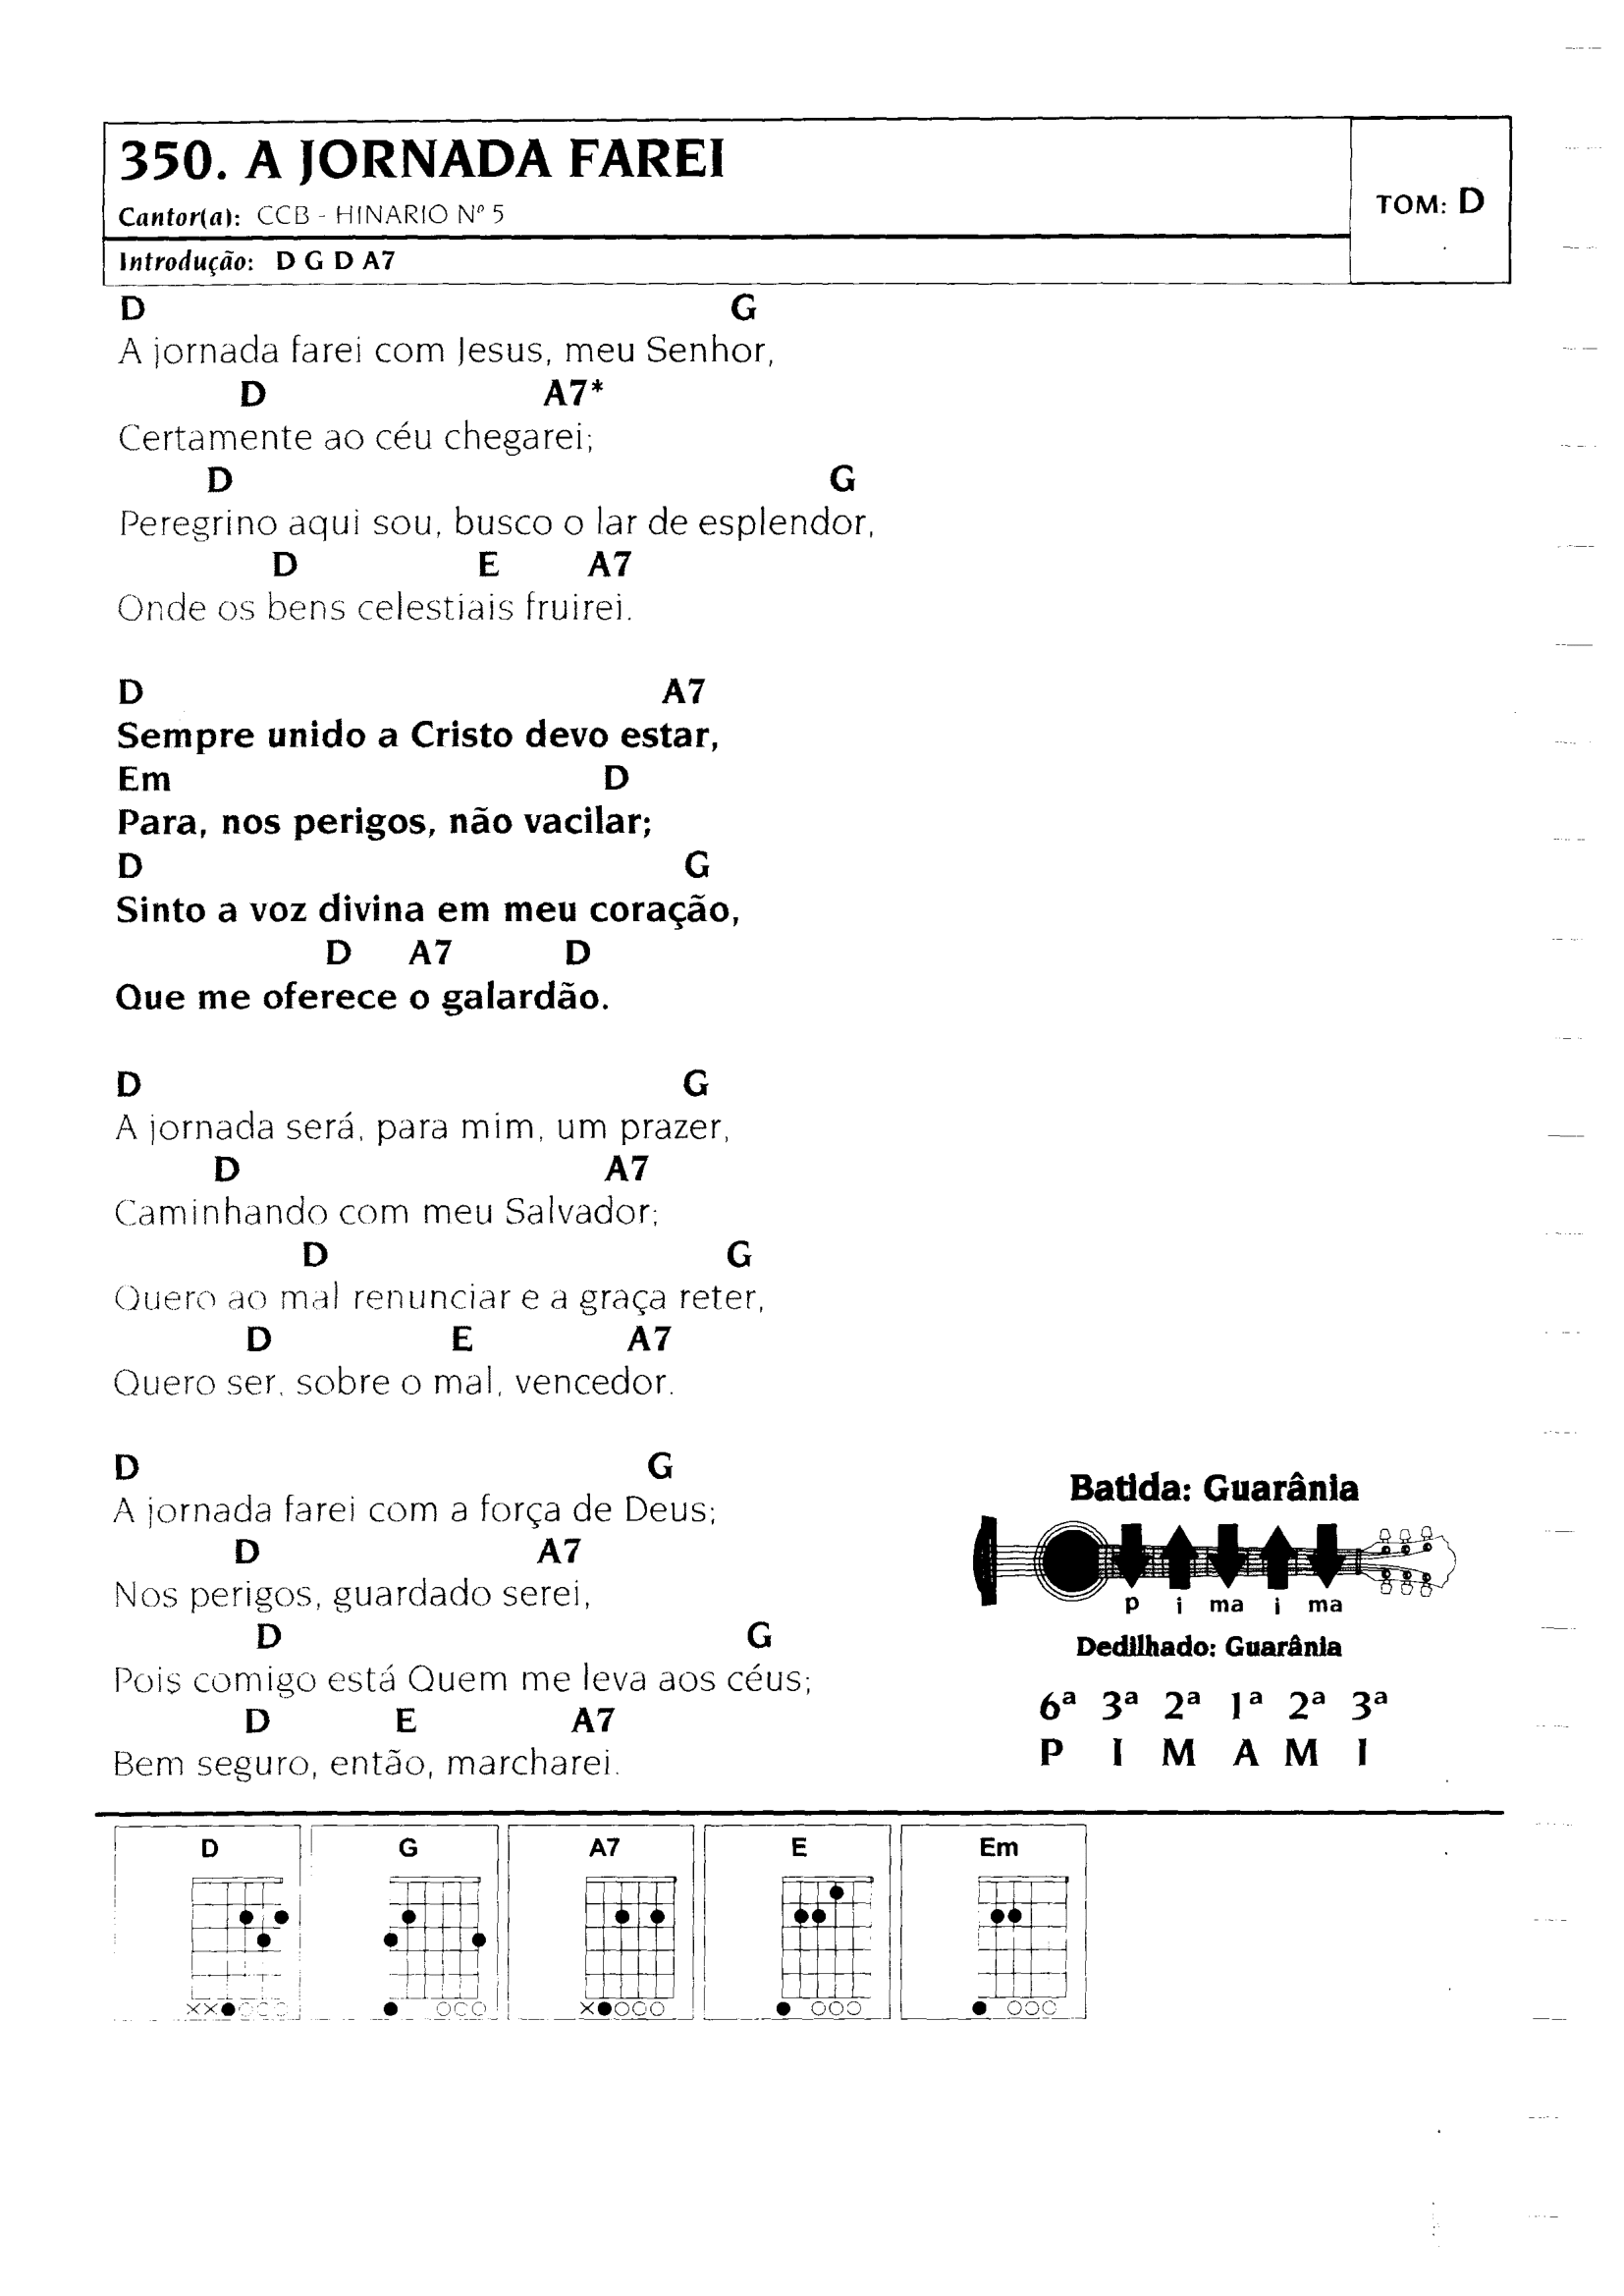 350. A JORNADA FAREI
Cantor(a): CCB - HINARIO Nº 5
TOM: D
Introdução: D G D A7
D G
A jornada farei com Jesus, meu Senhor,
D A7*
Certamente ao céu chegarei;
D G
Peregrino aqui sou, busco o lar de esplendor,
D E A7
Onde os bens celestiais fruirei.
D A7
Sempre unido a Cristo devo estar,
Em D
Para, nos perigos, não vacilar;
D G
Sinto a voz divina em meu coração,
D A7 D
Que me oferece o galardão.
D G
A jornada será, para mim, um prazer,
D A7
Caminhando com meu Salvador;
D G
Quero ao mal renunciar e a graça reter,
D E A7
Quero ser, sobre o mal, vencedor.
D G
A jornada farei com a força de Deus;
D A7
Nos perigos, guardado serei,
D G
Pois comigo está Quem me leva aos céus;
D E A7
Bem seguro, então, marcharei.
Batida: Guarânia
p i ma i ma
Dedilhado: Guarânia
6ª 3ª 2ª 1ª 2ª 3ª
P I M A M I
D G A7 E Em